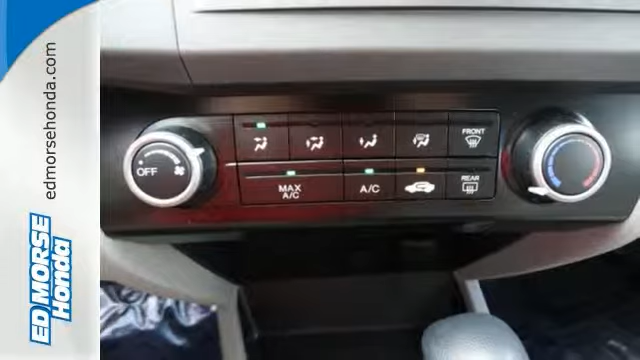 edmorsehonda.com
ED MORSE
Honda
OFF
FRONT
MAX
A/C
A/C
REAR